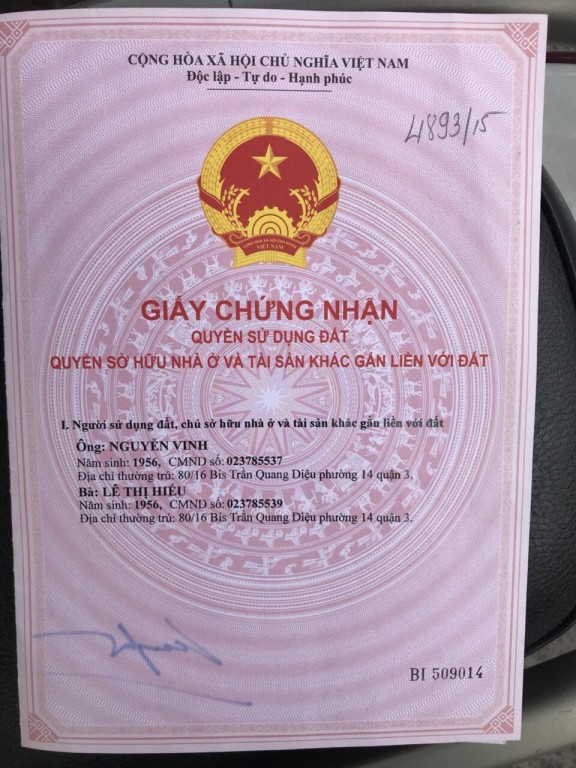 CỘNG HÒA XÃ HỘI CHỦ NGHĨA VIỆT NAM
Độc lập - Tự do - Hạnh phúc
4893/15
VIỆT NAM
GIẤY CHỨNG NHẬN
QUYỀN SỬ DỤNG ĐẤT
QUYỀN SỞ HỮU NHÀ Ở VÀ TÀI SẢN KHÁC GẮN LIỀN VỚI ĐẤT
I. Người sử dụng đất, chủ sở hữu nhà ở và tài sản khác gắn liền với đất
Ông: NGUYỄN VINH
Năm sinh: 1956, CMND số: 023785537
Địa chỉ thường trú: 80/16 Bis Trần Quang Diệu phường 14 quận 3.
Bà: LÊ THỊ HIẾU
Năm sinh: 1956, CMND số: 023785539
Địa chỉ thường trú: 80/16 Bis Trần Quang Diệu phường 14 quận 3.
BI 509014